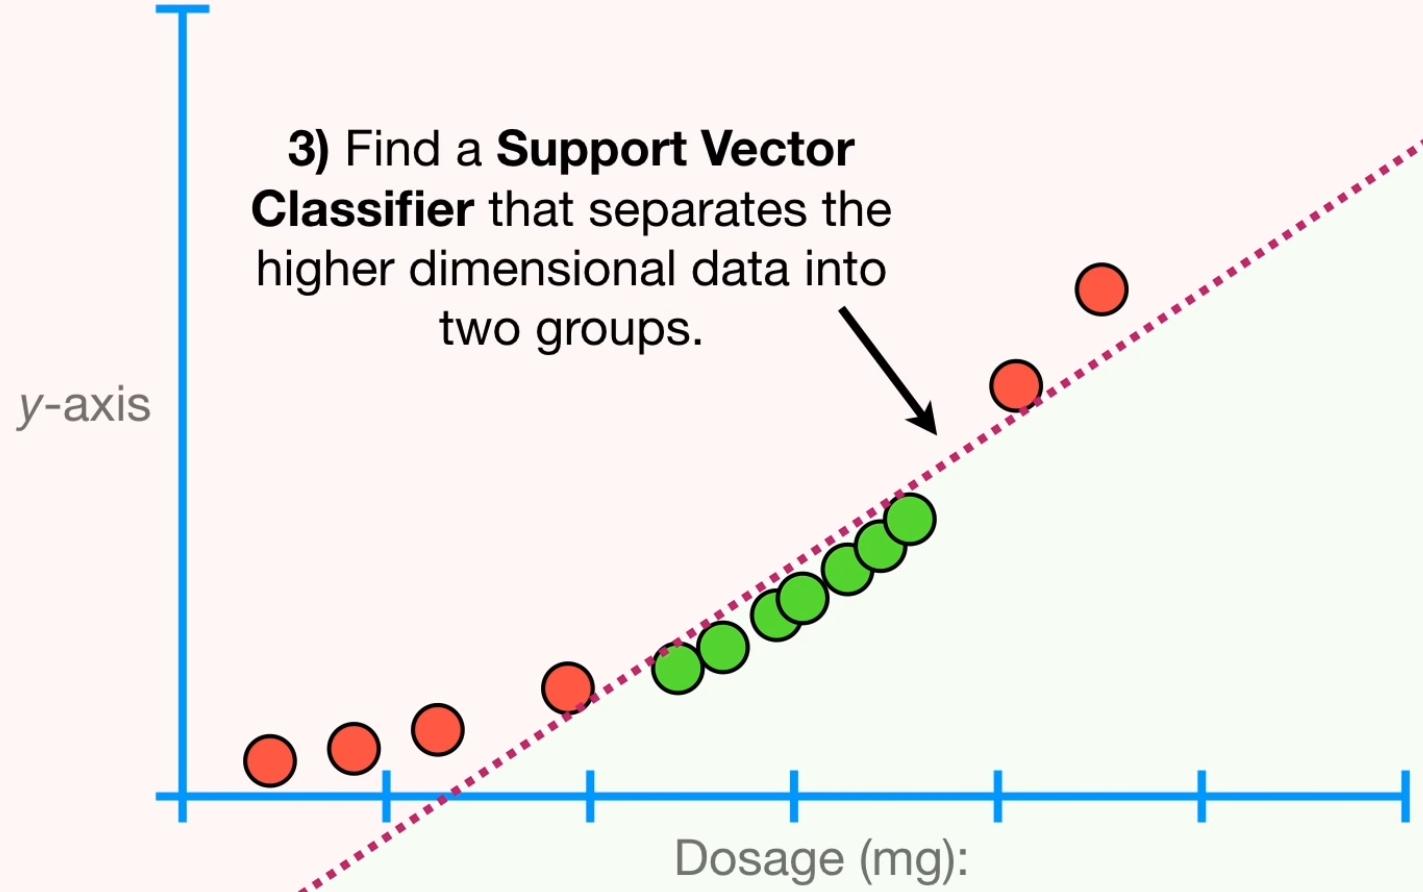 3) Find a Support Vector
Classifier that separates the
higher dimensional data into
two groups.
y-axis
Dosage (mg):